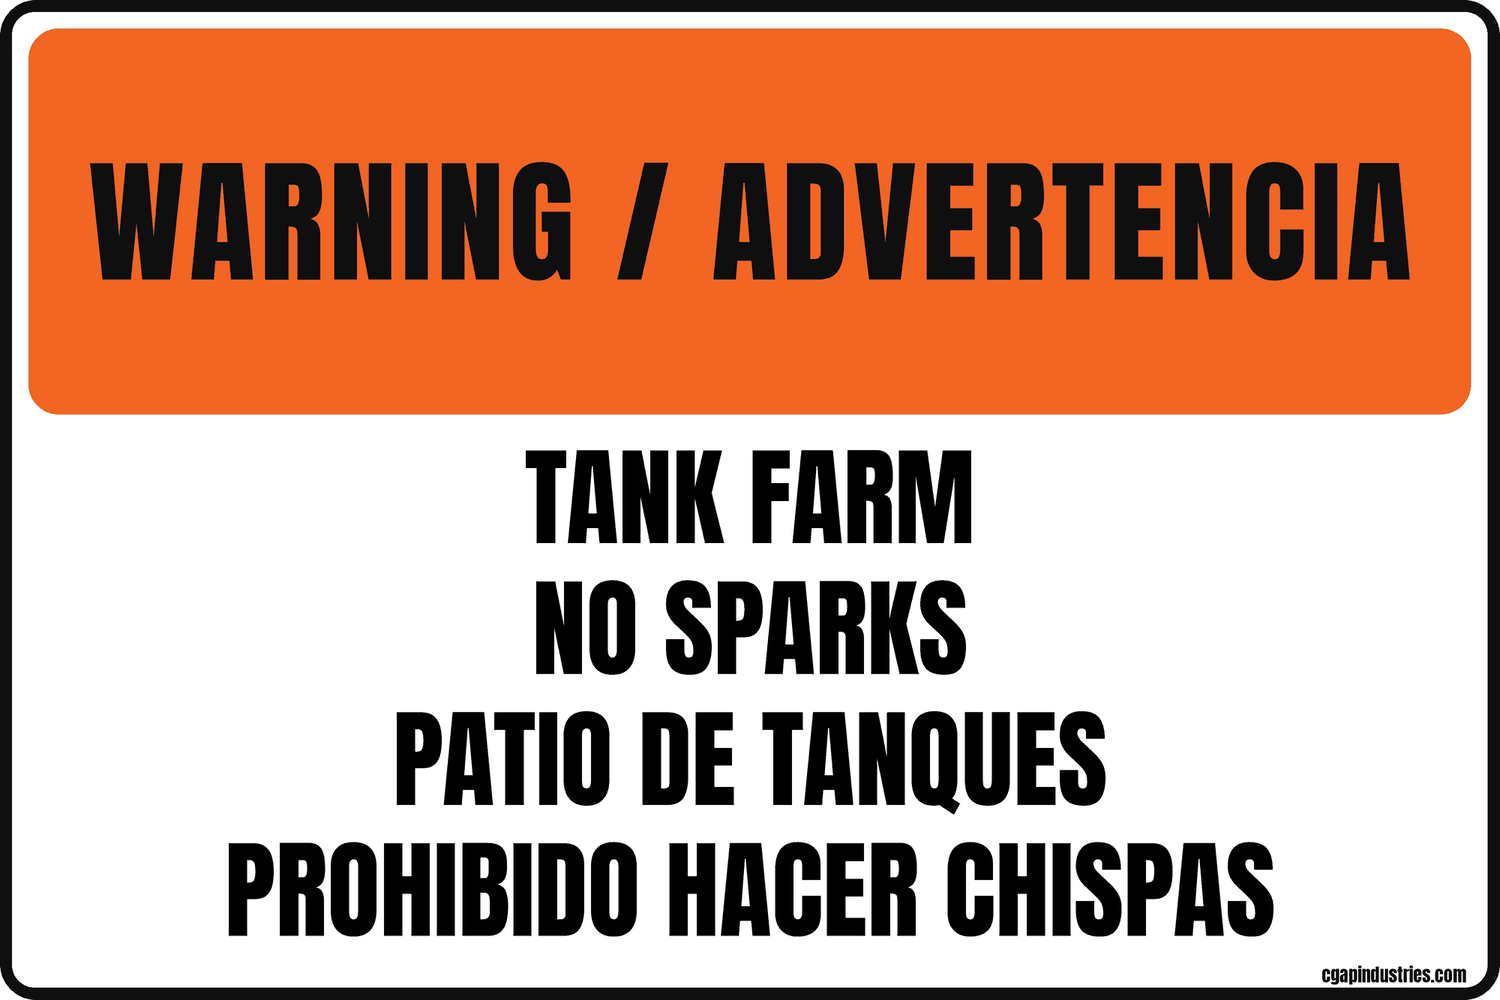 WARNING / ADVERTENCIA
TANK FARM
NO SPARKS
PATIO DE TANQUES
PROHIBIDO HACER CHISPAS
cgapindustries.com